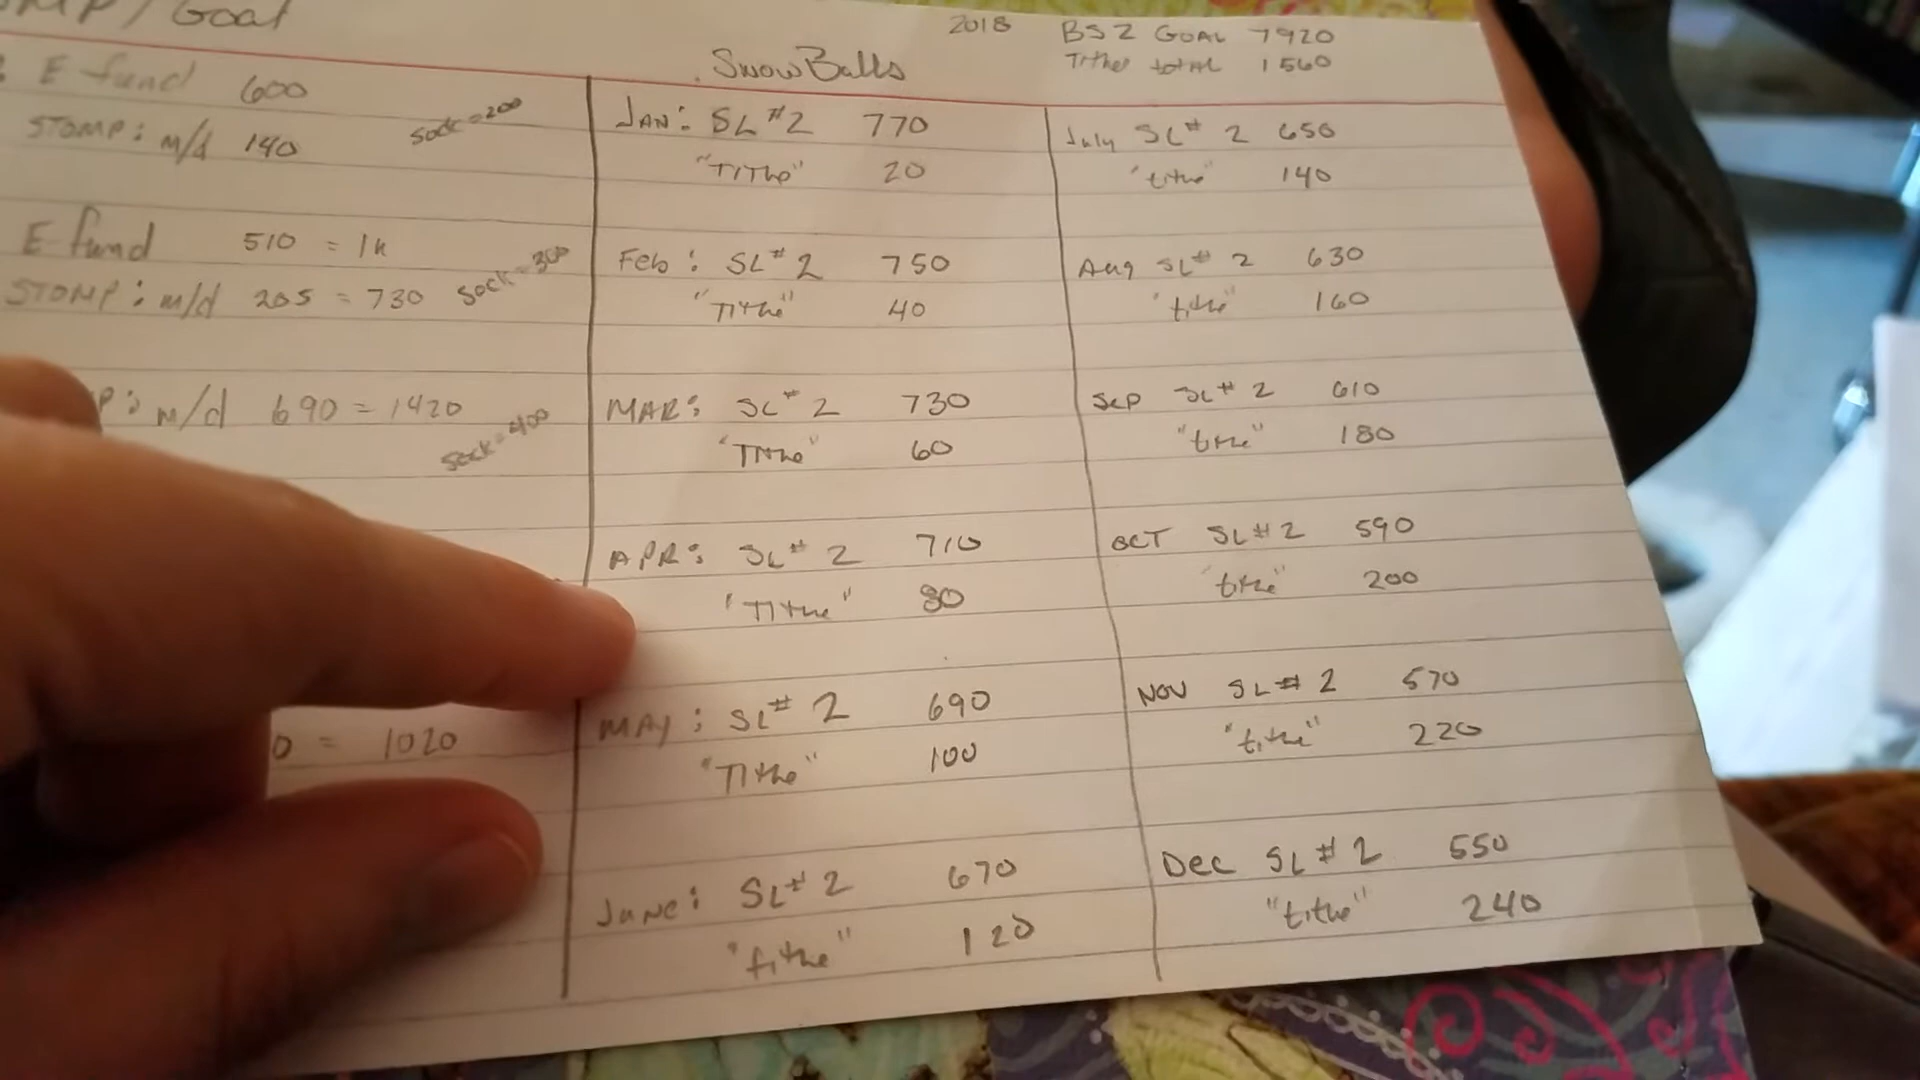 Goal
2018 BS2 GOAL 7920
Tithe total 1560
SnowBalls
E fund 600
STOMP: m/d 140 sock=200
E-fund 510 = 1k
STOMP: m/d 205 = 730 sock=300
P: m/d 690 = 1420
sock=400
0 = 1020
JAN: SL #2 770
"TiThe" 20
Feb: SL #2 750
"Tithe" 40
MAR: SL #2 730
"Tithe" 60
APR: SL #2 710
"Tithe" 80
MAY: SL #2 690
"Tithe" 100
June: SL #2 670
"tithe" 120
July SL # 2 650
"tithe" 140
Aug SL # 2 630
"tithe" 160
Sep SL # 2 610
"tithe" 180
OCT SL # 2 590
"tithe" 200
NOV SL # 2 570
"tithe" 220
Dec SL # 2 550
"tithe" 240